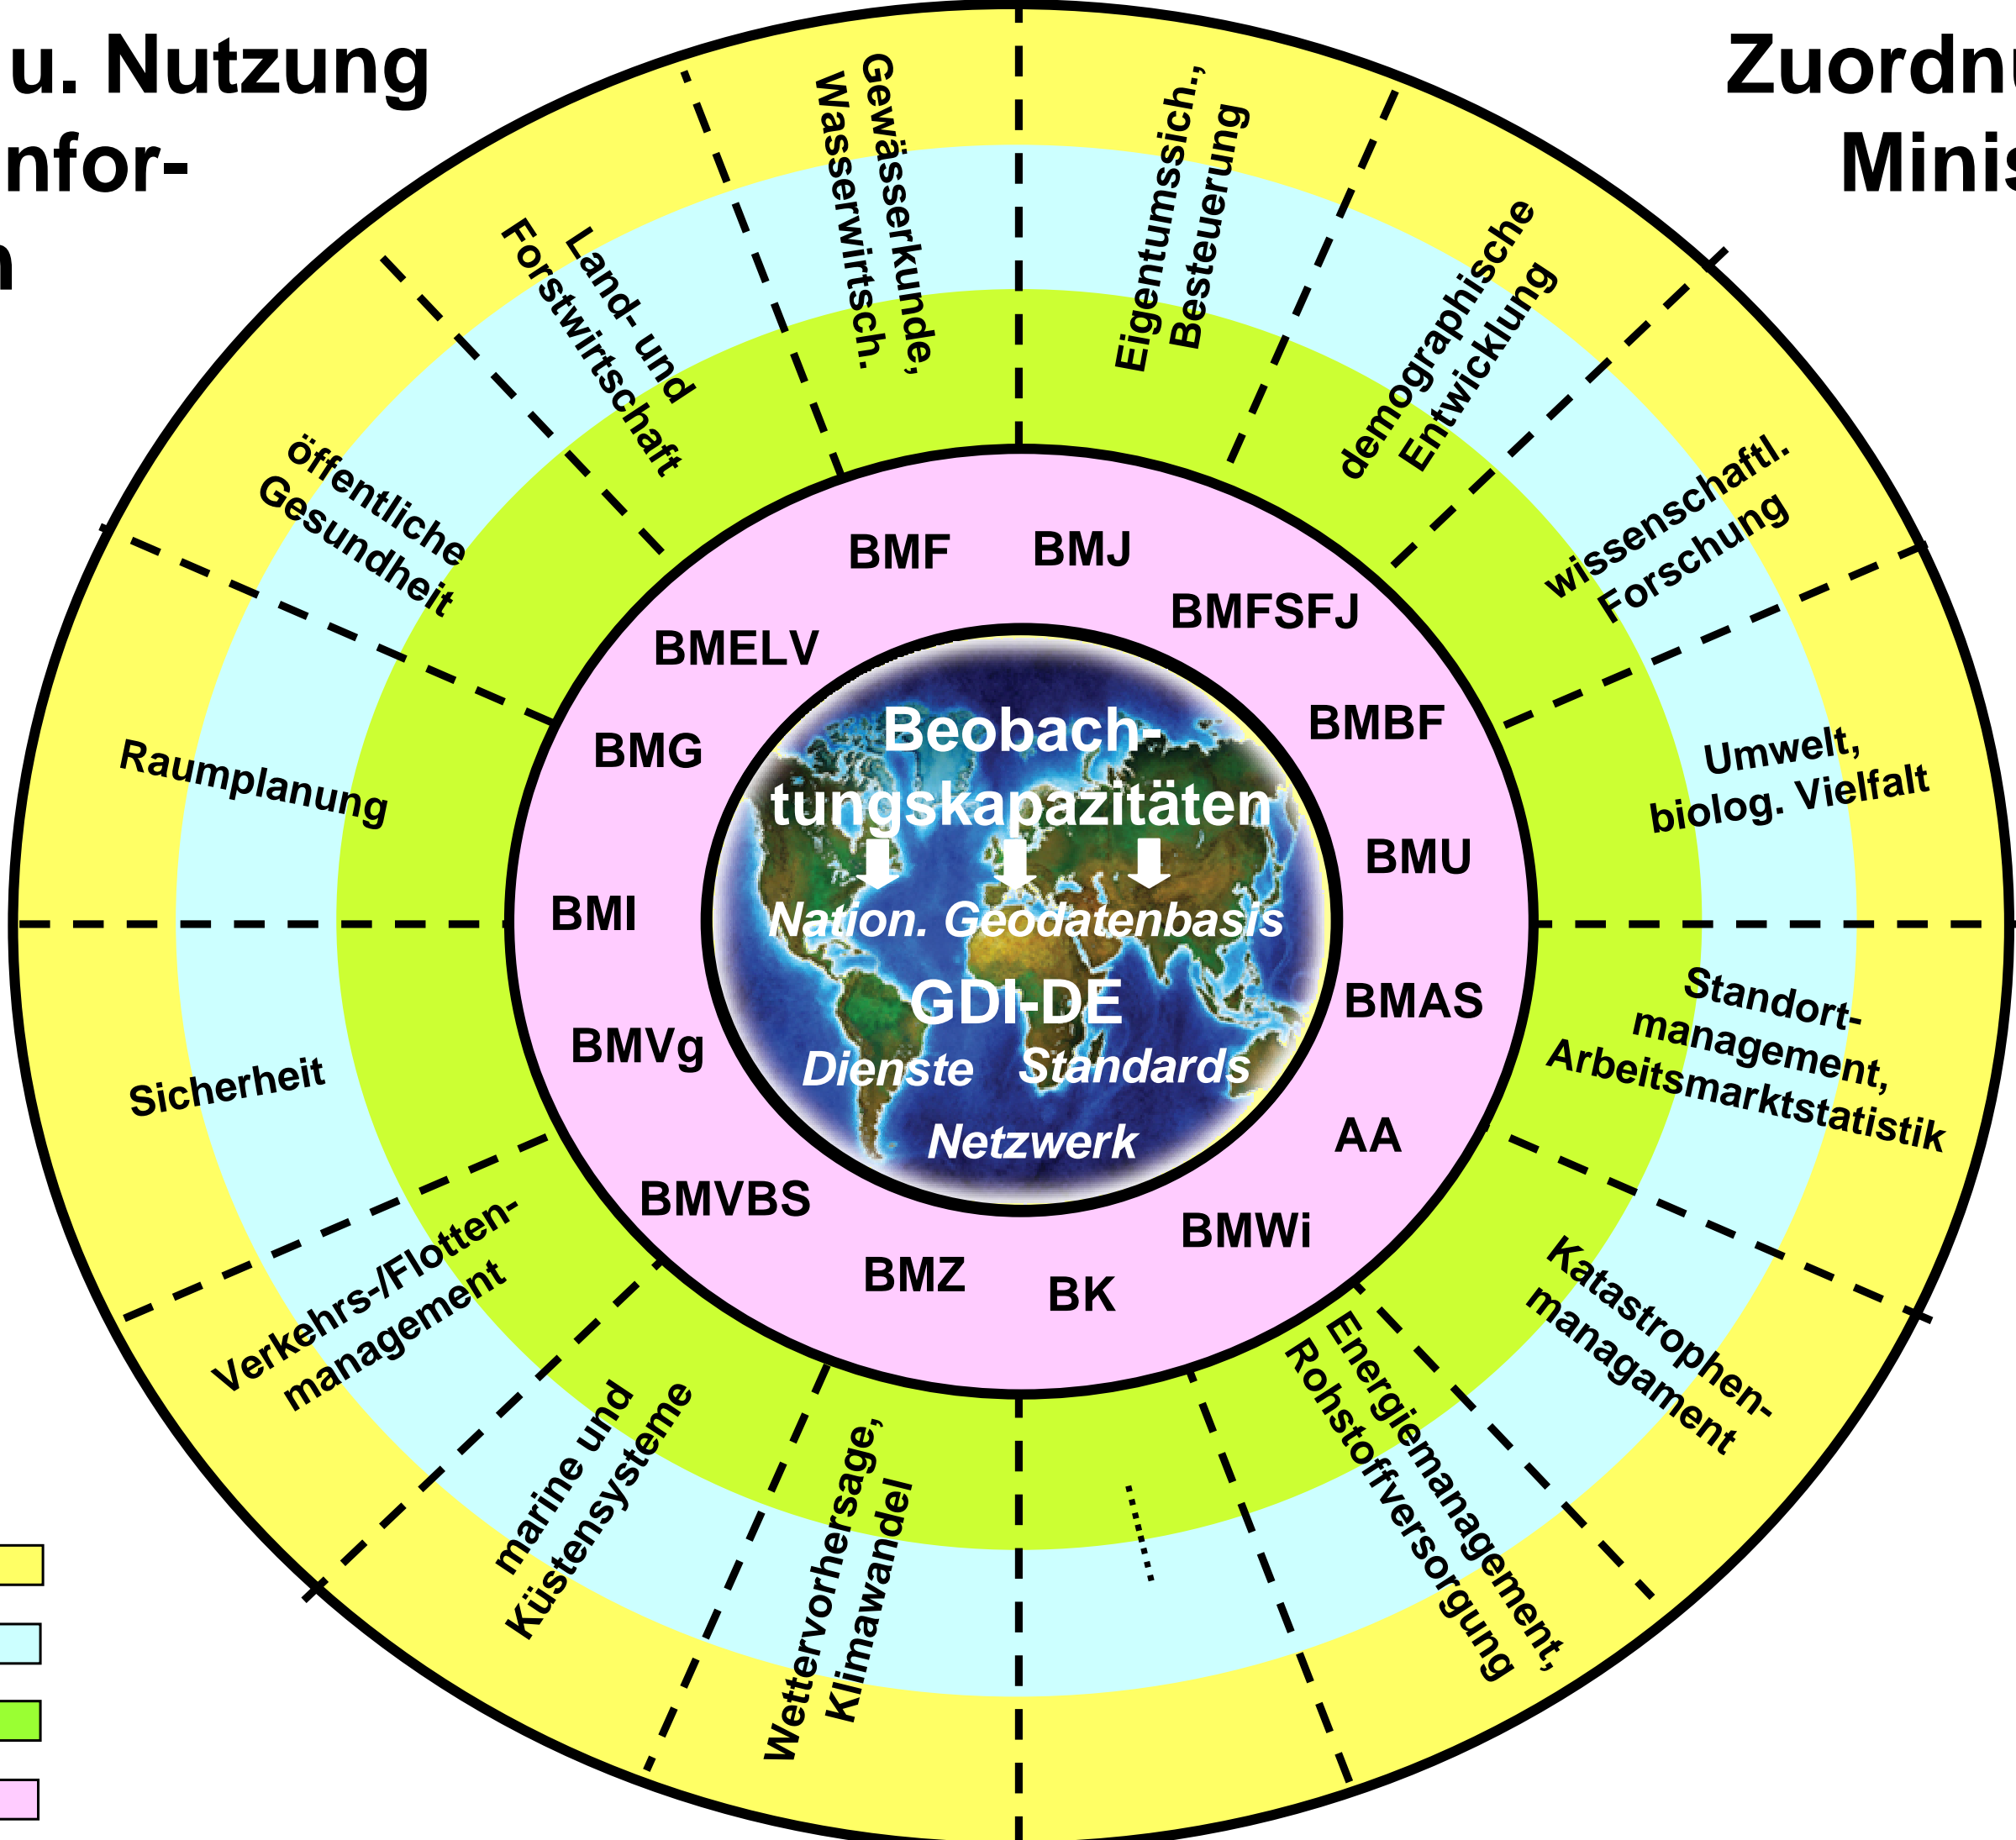 u. Nutzung
nfor-
n
Zuordnu
Minis
Gewässerkunde,
Wasserwirtsch.
Eigentumssich.,
Besteuerung
demographische
Entwicklung
wissenschaftl.
Forschung
Umwelt,
biolog. Vielfalt
Standort-
management,
Arbeitsmarktstatistik
Katastrophen-
managament
Energiemanagement,
Rohstoffversorgung
.......
Wettervorhersage,
Klimawandel
marine und
Küstensysteme
Verkehrs-/Flotten-
management
Sicherheit
Raumplanung
öffentliche
Gesundheit
Land- und
Forstwirtschaft
BMF
BMJ
BMFSFJ
BMBF
BMU
BMAS
AA
BMWi
BK
BMZ
BMVBS
BMVg
BMI
BMG
BMELV
Beobach-
tungskapazitäten
Nation. Geodatenbasis
GDI-DE
Dienste Standards
Netzwerk